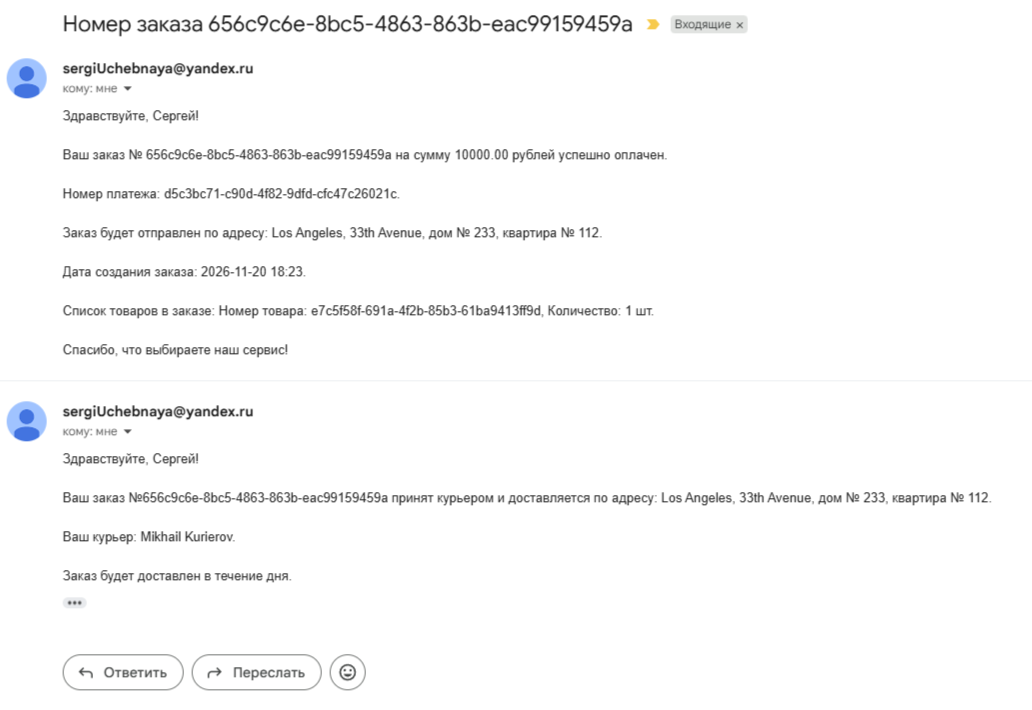 Номер заказа 656c9c6e-8bc5-4863-863b-eac99159459a Входящие ×
sergiUchebnaya@yandex.ru
кому: мне
Здравствуйте, Сергей!
Ваш заказ № 656c9c6e-8bc5-4863-863b-eac99159459a на сумму 10000.00 рублей успешно оплачен.
Номер платежа: d5c3bc71-c90d-4f82-9dfd-cfc47c26021c.
Заказ будет отправлен по адресу: Los Angeles, 33th Avenue, дом № 233, квартира № 112.
Дата создания заказа: 2026-11-20 18:23.
Список товаров в заказе: Номер товара: e7c5f58f-691a-4f2b-85b3-61ba9413ff9d, Количество: 1 шт.
Спасибо, что выбираете наш сервис!
sergiUchebnaya@yandex.ru
кому: мне
Здравствуйте, Сергей!
Ваш заказ №656c9c6e-8bc5-4863-863b-eac99159459a принят курьером и доставляется по адресу: Los Angeles, 33th Avenue, дом № 233, квартира № 112.
Ваш курьер: Mikhail Kurierov.
Заказ будет доставлен в течение дня.
Ответить Переслать